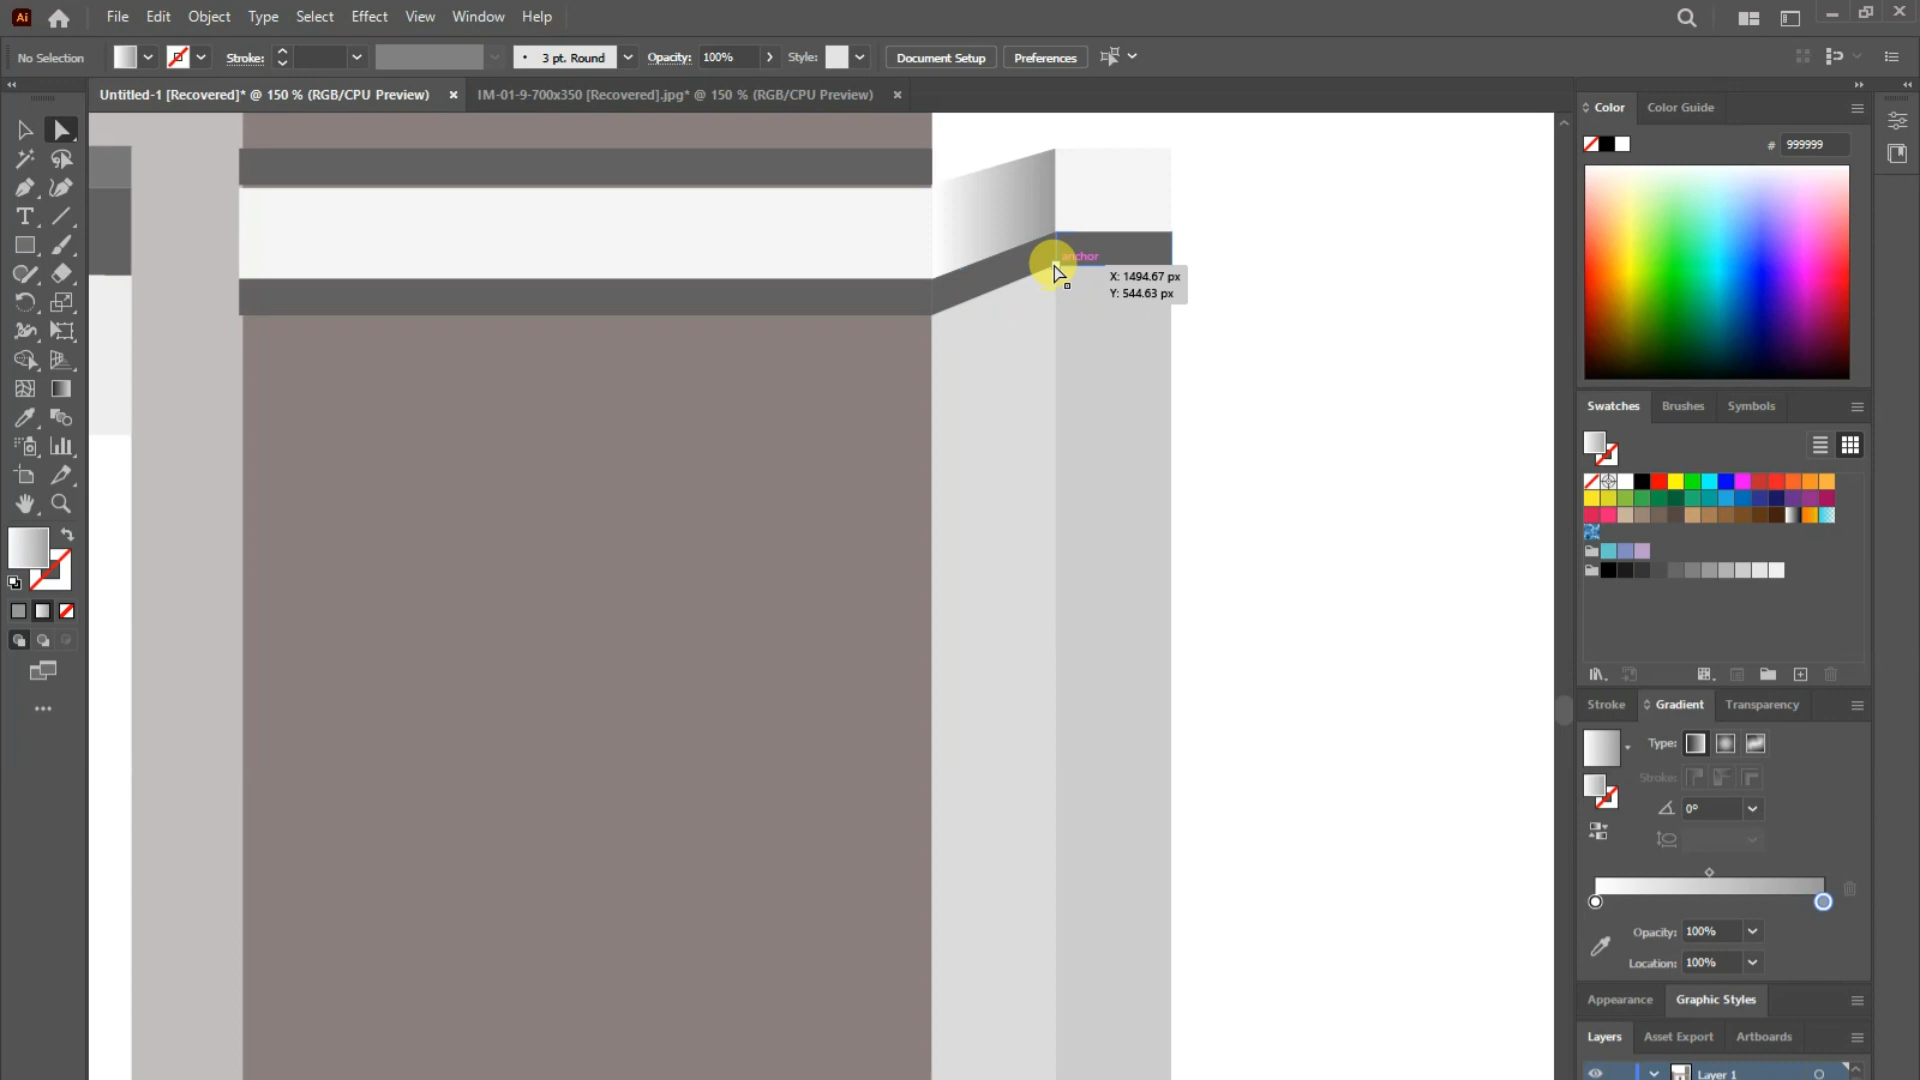 Ai File Edit Object Type Select Effect View Window Help
No Selection Stroke: 3 pt. Round Opacity: 100% Style: Document Setup Preferences
Untitled-1 [Recovered]* @ 150 % (RGB/CPU Preview) × IM-01-9-700x350 [Recovered].jpg* @ 150 % (RGB/CPU Preview) ×
Color Color Guide
# 999999
anchor
X: 1494.67 px
Y: 544.63 px
Swatches Brushes Symbols
Stroke Gradient Transparency
Type:
Stroke:
0°
Opacity: 100%
Location: 100%
Appearance Graphic Styles
Layers Asset Export Artboards
Layer 1